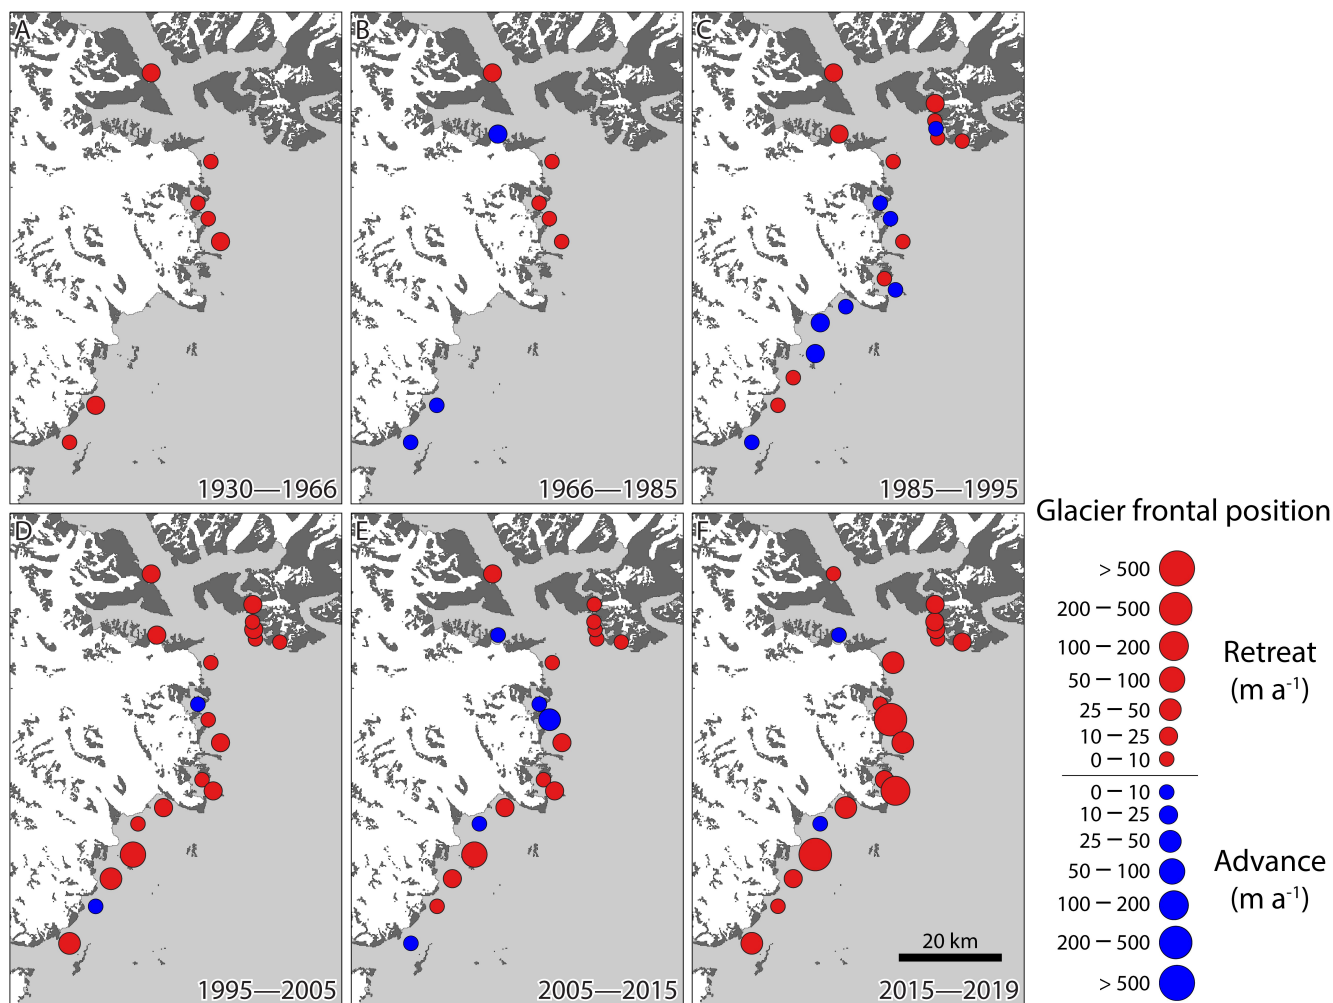 A
1930—1966
B
1966—1985
C
1985—1995
D
1995—2005
E
2005—2015
F
20 km
2015—2019
Glacier frontal position
> 500
200 — 500
100 — 200
50 — 100
25 — 50
10 — 25
0 — 10
Retreat
(m a⁻¹)
0 — 10
10 — 25
25 — 50
50 — 100
100 — 200
200 — 500
> 500
Advance
(m a⁻¹)